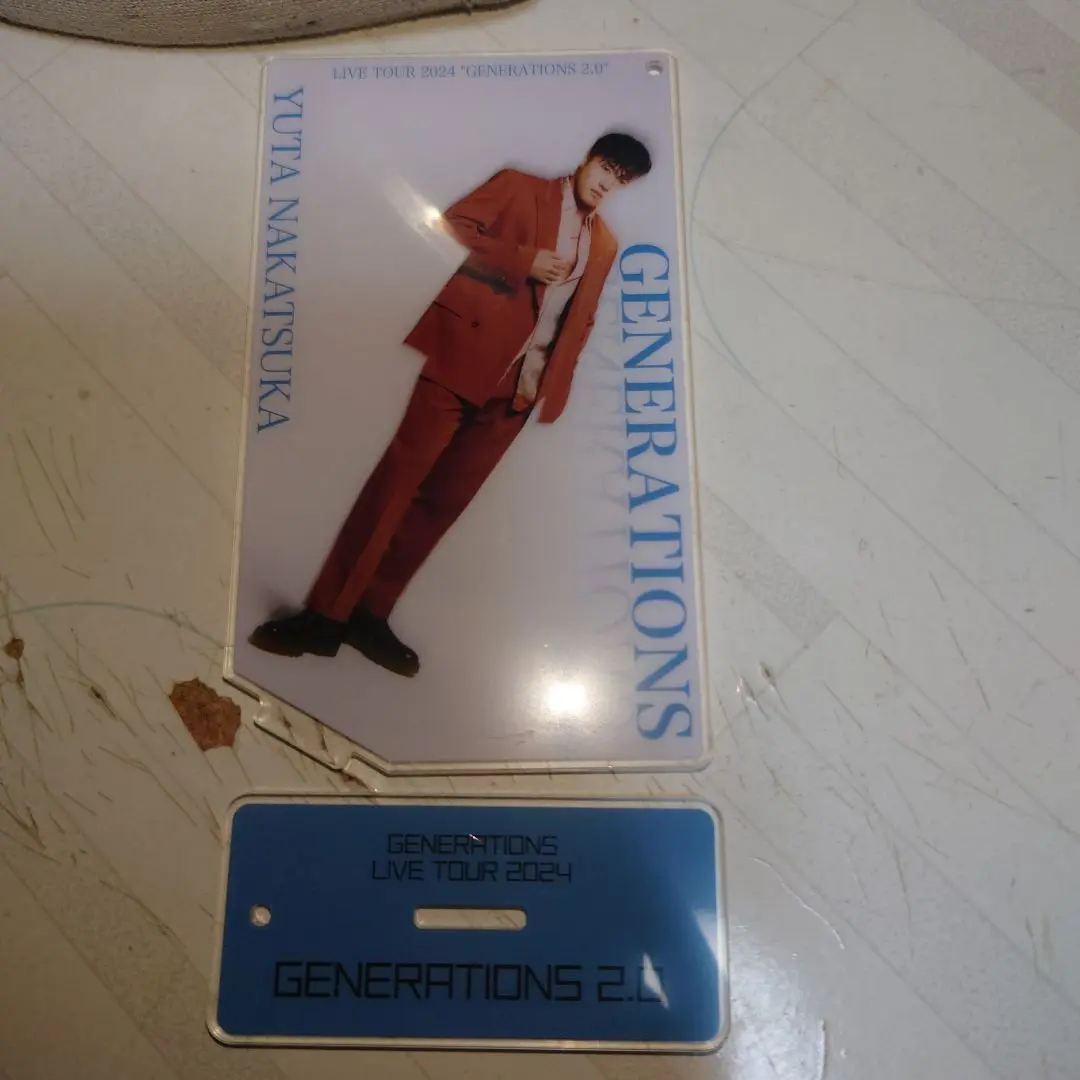 LIVE TOUR 2024 "GENERATIONS 2.0"
YUTA NAKATSUKA
GENERATIONS
GENERATIONS
LIVE TOUR 2024
GENERATIONS 2.0